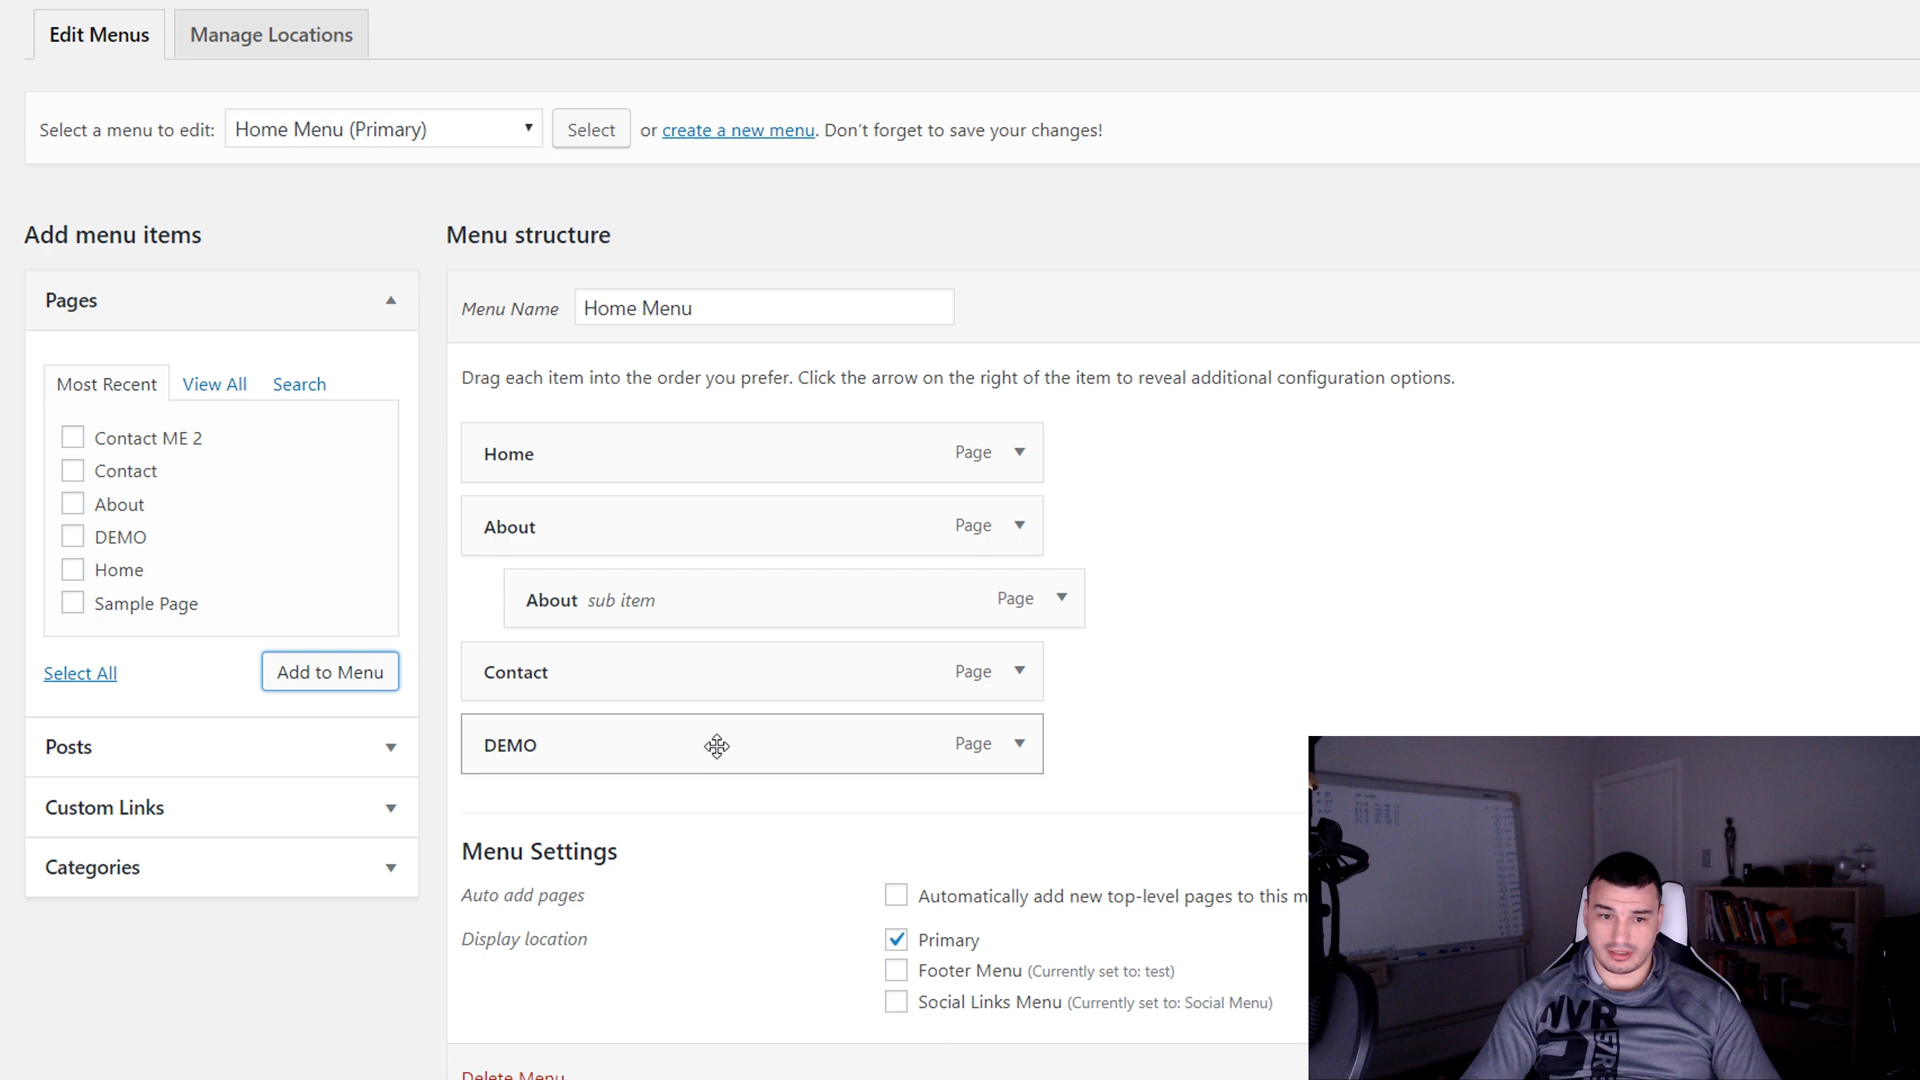 Edit Menus
Manage Locations
Select a menu to edit: Home Menu (Primary) Select or create a new menu. Don't forget to save your changes!
Add menu items
Pages
Most Recent View All Search
Contact ME 2
Contact
About
DEMO
Home
Sample Page
Select All Add to Menu
Posts
Custom Links
Categories
Menu structure
Menu Name Home Menu
Drag each item into the order you prefer. Click the arrow on the right of the item to reveal additional configuration options.
Home Page
About Page
About sub item Page
Contact Page
DEMO Page
Menu Settings
Auto add pages Automatically add new top-level pages to this m
Display location Primary
Footer Menu (Currently set to: test)
Social Links Menu (Currently set to: Social Menu)
Delete Menu
NVR